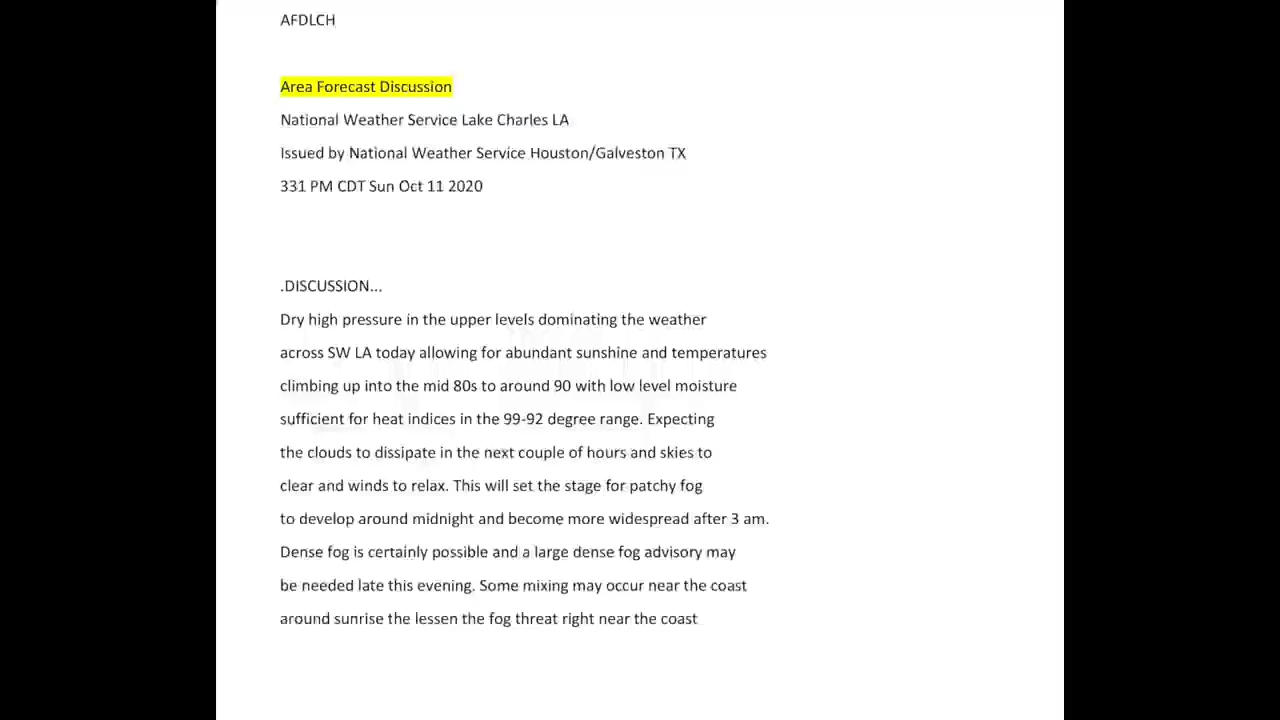 AFDLCH
Area Forecast Discussion
National Weather Service Lake Charles LA
Issued by National Weather Service Houston/Galveston TX
331 PM CDT Sun Oct 11 2020
.DISCUSSION...
Dry high pressure in the upper levels dominating the weather
across SW LA today allowing for abundant sunshine and temperatures
climbing up into the mid 80s to around 90 with low level moisture
sufficient for heat indices in the 99-92 degree range. Expecting
the clouds to dissipate in the next couple of hours and skies to
clear and winds to relax. This will set the stage for patchy fog
to develop around midnight and become more widespread after 3 am.
Dense fog is certainly possible and a large dense fog advisory may
be needed late this evening. Some mixing may occur near the coast
around sunrise the lessen the fog threat right near the coast